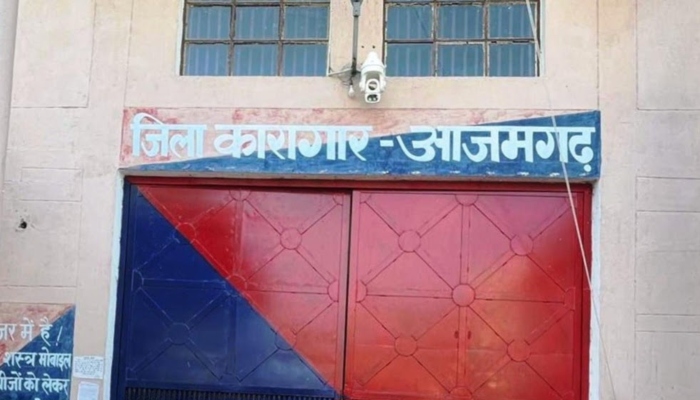 जिला कारागार - आजमगढ़
जर में है /
शस्त्र मोबाइल
ीजों को लेकर